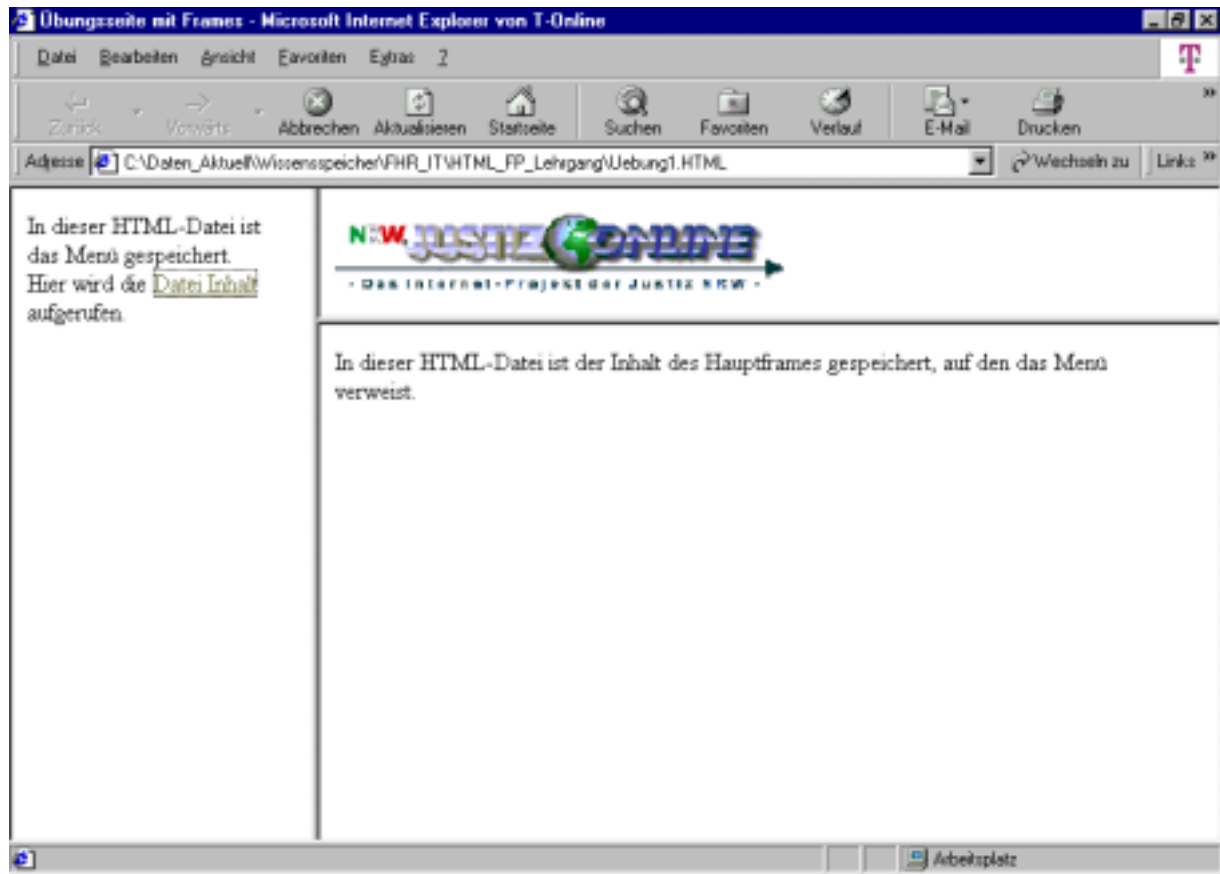 Übungsseite mit Frames - Microsoft Internet Explorer von T-Online
Datei Bearbeiten Ansicht Favoriten Extras ?
T
Zurück Vorwärts Abbrechen Aktualisieren Startseite Suchen Favoriten Verlauf E-Mail Drucken
Adresse C:\Daten_Aktuell\Wissensspeicher\FHR_IT\HTML_FP_Lehrgang\Uebung1.HTML Wechseln zu Links
In dieser HTML-Datei ist
das Menü gespeichert.
Hier wird die Datei Inhalt
aufgerufen.
NRW. JUSTIZ ONLINE
- Das Internet-Projekt der Justiz NRW -
In dieser HTML-Datei ist der Inhalt des Hauptframes gespeichert, auf den das Menü
verweist.
Arbeitsplatz